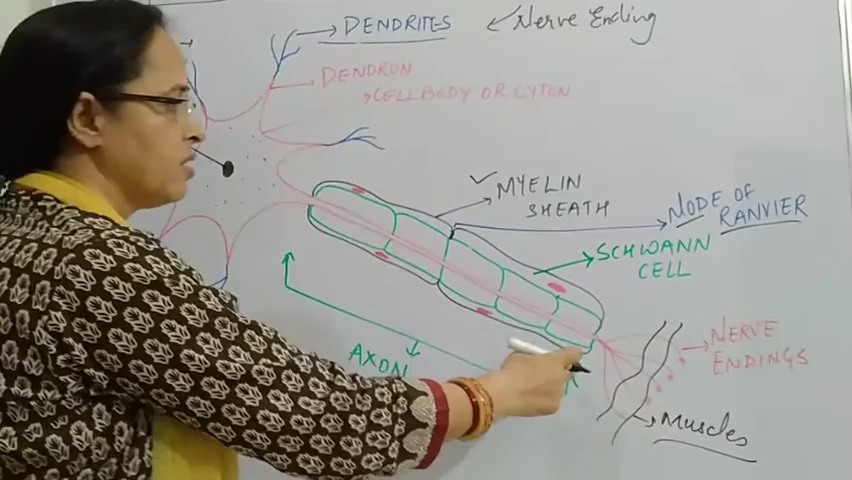 DENDRITES
Nerve Ending
DENDRON
CELLBODY OR CYTON
MYELIN
SHEATH
NODE OF
RANVIER
SCHWANN
CELL
AXON
NERVE
ENDINGS
Muscles